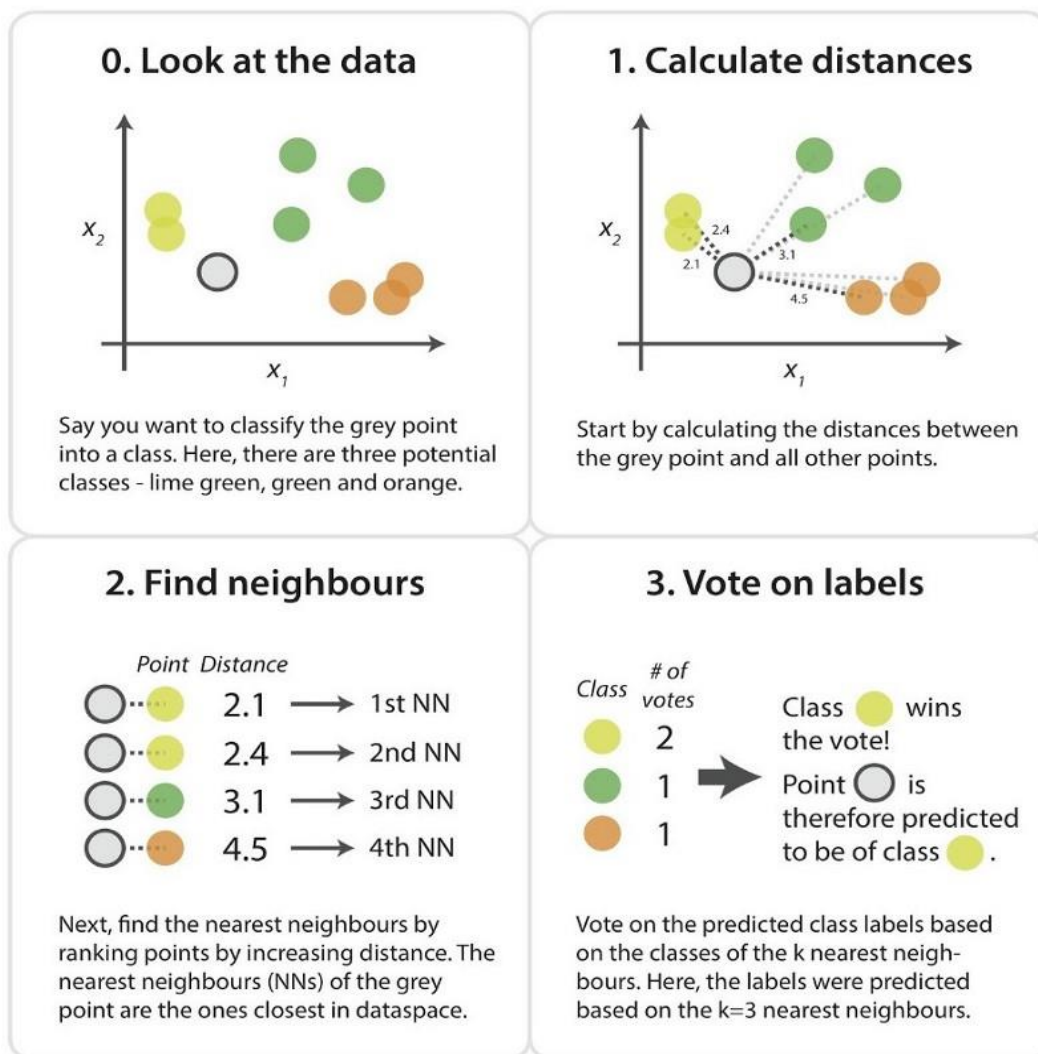 0. Look at the data
x2
x1
Say you want to classify the grey point
into a class. Here, there are three potential
classes - lime green, green and orange.
1. Calculate distances
x2
2.4
2.1
3.1
4.5
x1
Start by calculating the distances between
the grey point and all other points.
2. Find neighbours
Point Distance
2.1 1st NN
2.4 2nd NN
3.1 3rd NN
4.5 4th NN
Next, find the nearest neighbours by
ranking points by increasing distance. The
nearest neighbours (NNs) of the grey
point are the ones closest in dataspace.
3. Vote on labels
# of
Class votes
2
1
1
Class wins
the vote!
Point is
therefore predicted
to be of class .
Vote on the predicted class labels based
on the classes of the k nearest neigh-
bours. Here, the labels were predicted
based on the k=3 nearest neighbours.